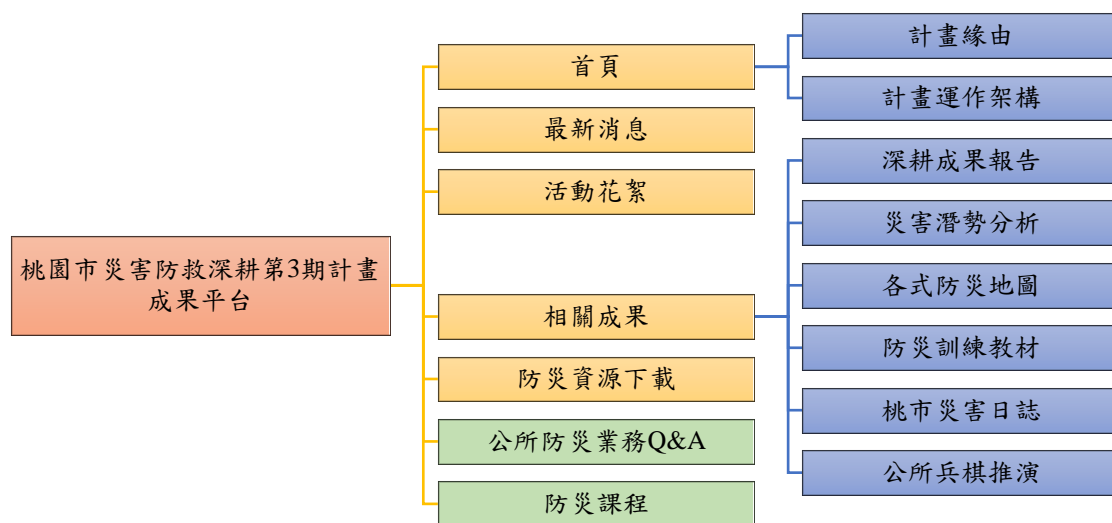 桃園市災害防救深耕第3期計畫
成果平台
首頁
計畫緣由
計畫運作架構
最新消息
活動花絮
相關成果
深耕成果報告
災害潛勢分析
各式防災地圖
防災訓練教材
桃市災害日誌
公所兵棋推演
防災資源下載
公所防災業務Q&A
防災課程